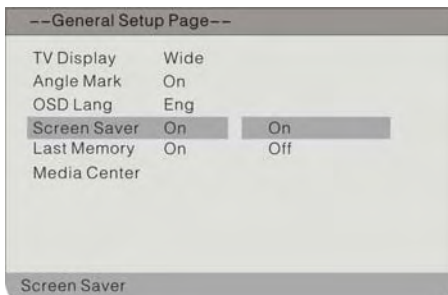 --General Setup Page--
TV Display Wide
Angle Mark On
OSD Lang Eng
Screen Saver On On
Last Memory On Off
Media Center
Screen Saver